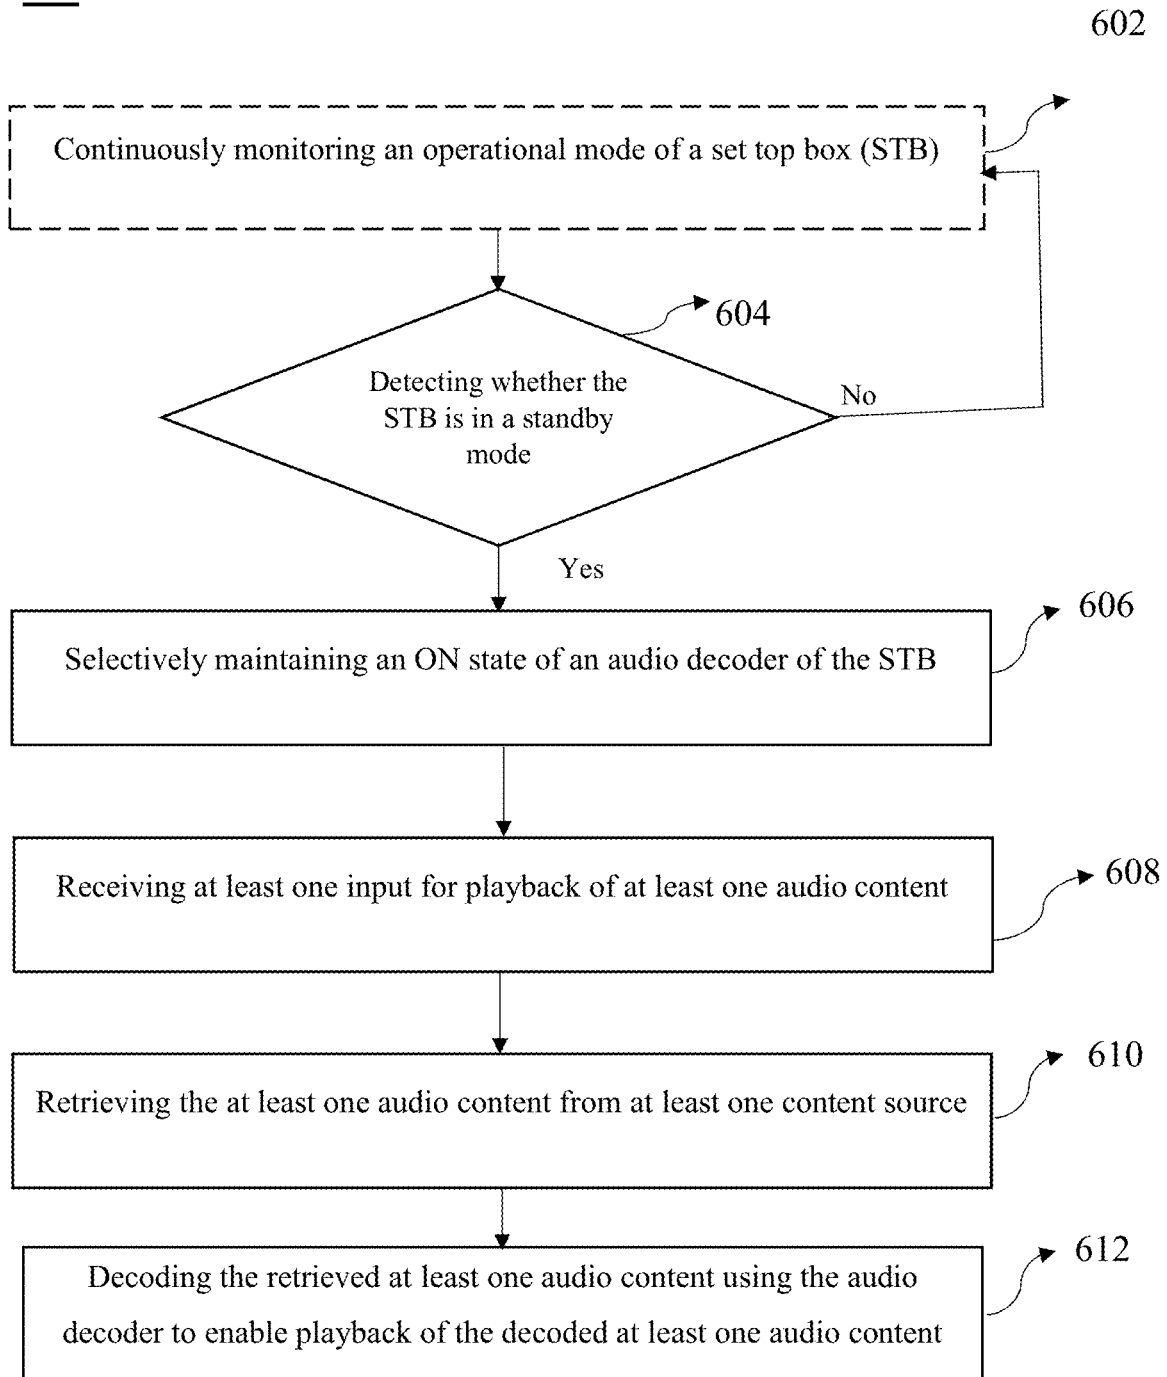 602
Continuously monitoring an operational mode of a set top box (STB)
604
Detecting whether the
STB is in a standby
mode
No
Yes
606
Selectively maintaining an ON state of an audio decoder of the STB
608
Receiving at least one input for playback of at least one audio content
610
Retrieving the at least one audio content from at least one content source
612
Decoding the retrieved at least one audio content using the audio
decoder to enable playback of the decoded at least one audio content